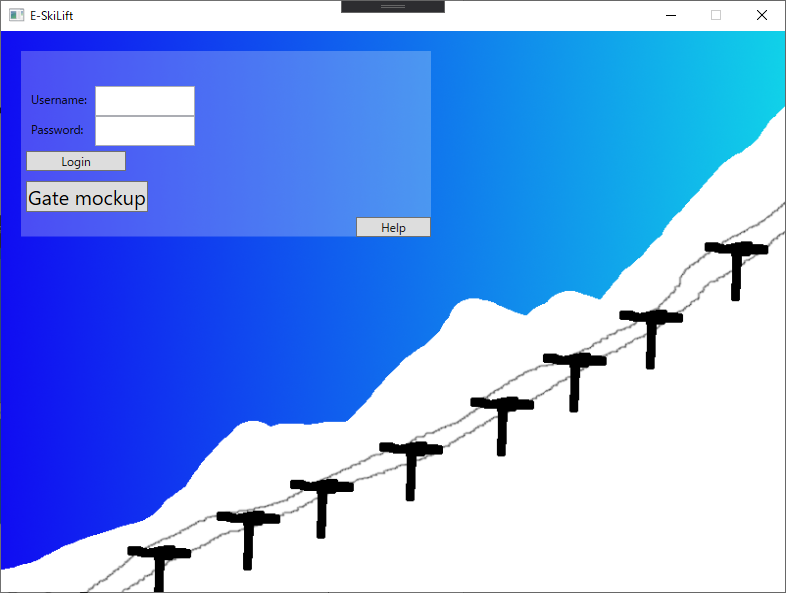 E-SkiLift
Username:
Password:
Login
Gate mockup
Help